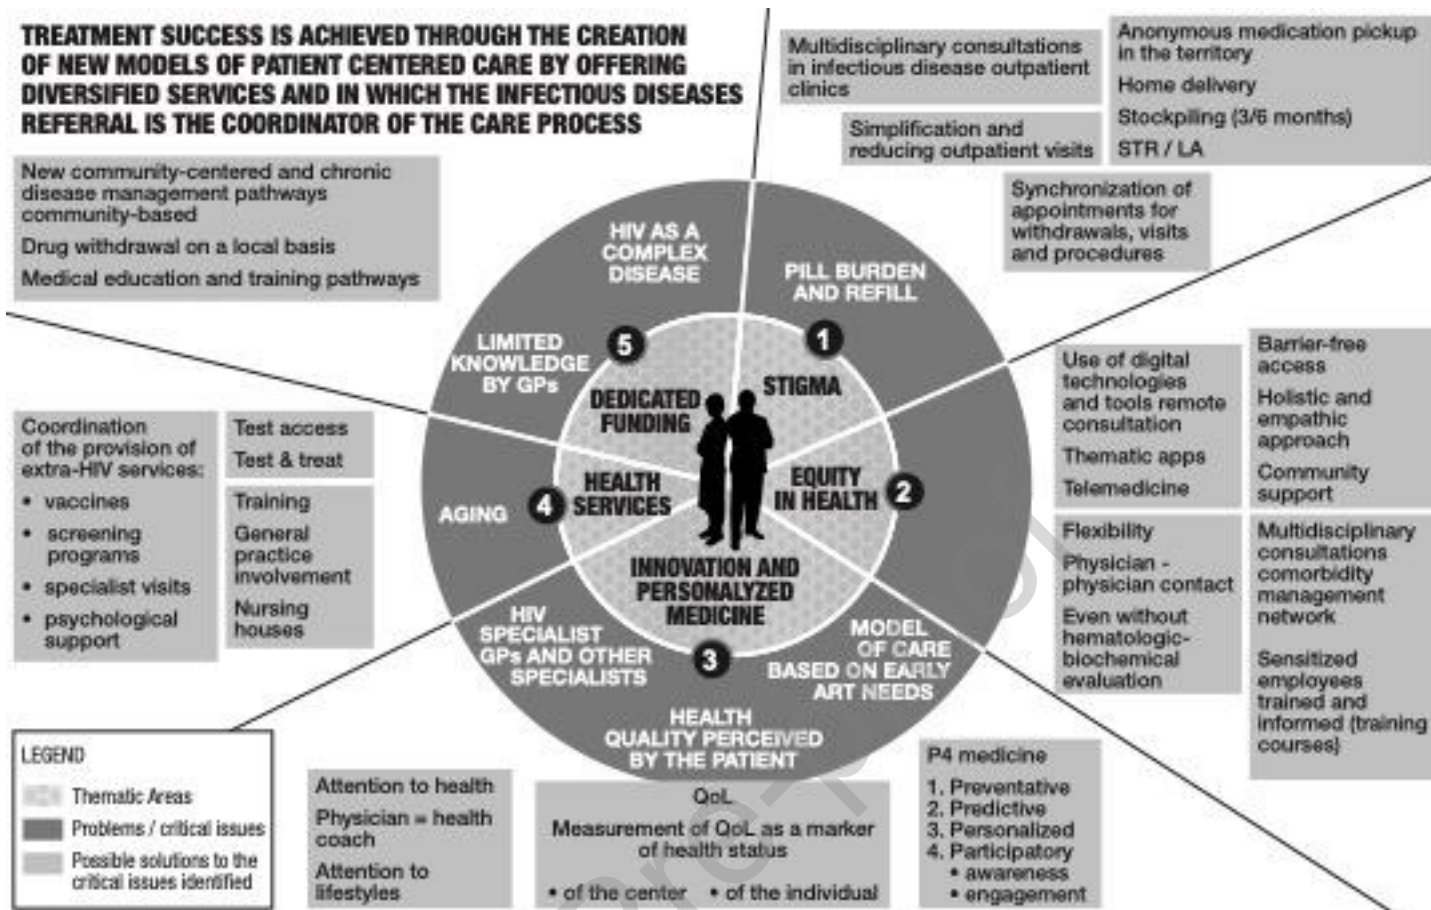 TREATMENT SUCCESS IS ACHIEVED THROUGH THE CREATION
OF NEW MODELS OF PATIENT CENTERED CARE BY OFFERING
DIVERSIFIED SERVICES AND IN WHICH THE INFECTIOUS DISEASES
REFERRAL IS THE COORDINATOR OF THE CARE PROCESS
Multidisciplinary consultations
in infectious disease outpatient
clinics
Simplification and
reducing outpatient visits
Anonymous medication pickup
in the territory
Home delivery
Stockpiling (3/6 months)
STR / LA
Synchronization of
appointments for
withdrawals, visits
and procedures
New community-centered and chronic
disease management pathways
community-based
Drug withdrawal on a local basis
Medical education and training pathways
HIV AS A
COMPLEX
DISEASE
PILL BURDEN
AND REFILL
LIMITED
KNOWLEDGE
BY GPs
5
DEDICATED
FUNDING
1
STIGMA
Use of digital
technologies
and tools remote
consultation
Thematic apps
Telemedicine
Barrier-free
access
Holistic and
empathic
approach
Community
support
Flexibility
Physician -
physician contact
Even without
hematologic-
biochemical
evaluation
Multidisciplinary
consultations
comorbidity
management
network
Sensitized
employees
trained and
informed (training
courses)
Coordination
of the provision of
extra-HIV services:
• vaccines
• screening
programs
• specialist visits
• psychological
support
Test access
Test & treat
Training
General
practice
involvement
Nursing
houses
AGING
4
HEALTH
SERVICES
EQUITY
IN HEALTH
2
INNOVATION AND
PERSONALIZED
MEDICINE
3
HIV
SPECIALIST
GPs AND OTHER
SPECIALISTS
MODEL
OF CARE
BASED ON EARLY
ART NEEDS
HEALTH
QUALITY PERCEIVED
BY THE PATIENT
LEGEND
Thematic Areas
Problems / critical issues
Possible solutions to the
critical issues identified
Attention to health
Physician = health
coach
Attention to
lifestyles
QoL
Measurement of QoL as a marker
of health status
• of the center • of the individual
P4 medicine
1. Preventative
2. Predictive
3. Personalized
4. Participatory
• awareness
• engagement